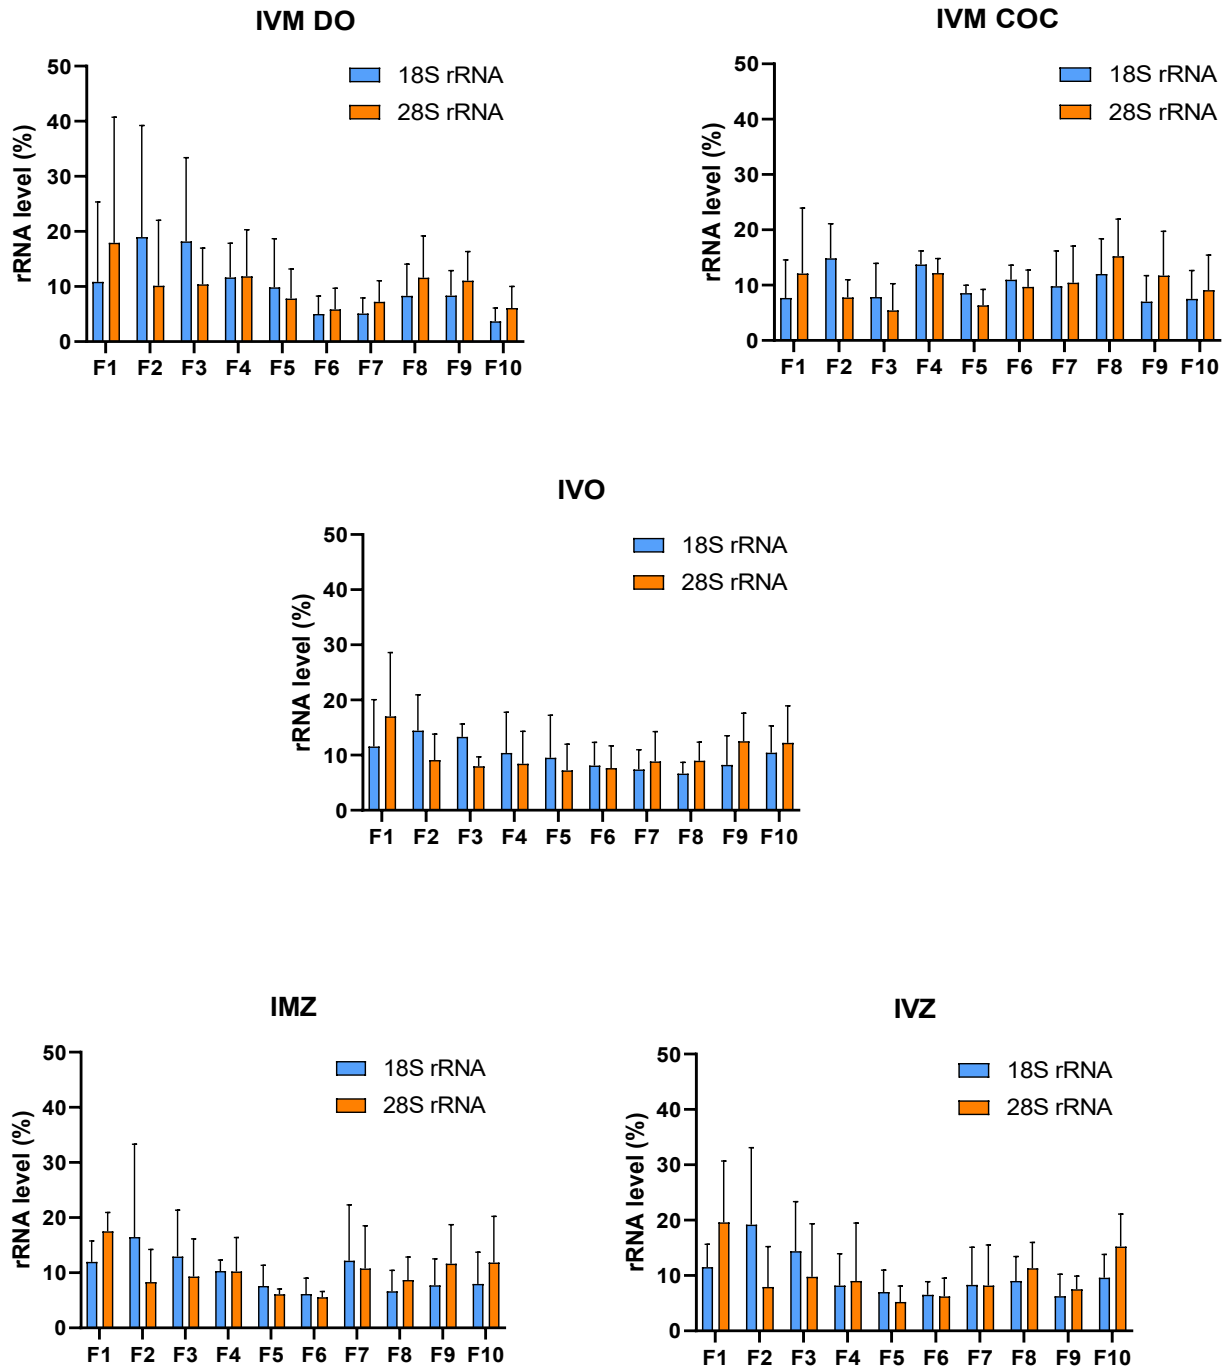 IVM DO
18S rRNA
28S rRNA
rRNA level (%)
50
40
30
20
10
0
F1 F2 F3 F4 F5 F6 F7 F8 F9 F10
IVM COC
18S rRNA
28S rRNA
rRNA level (%)
50
40
30
20
10
0
F1 F2 F3 F4 F5 F6 F7 F8 F9 F10
IVO
18S rRNA
28S rRNA
rRNA level (%)
50
40
30
20
10
0
F1 F2 F3 F4 F5 F6 F7 F8 F9 F10
IMZ
18S rRNA
28S rRNA
rRNA level (%)
50
40
30
20
10
0
F1 F2 F3 F4 F5 F6 F7 F8 F9 F10
IVZ
18S rRNA
28S rRNA
rRNA level (%)
50
40
30
20
10
0
F1 F2 F3 F4 F5 F6 F7 F8 F9 F10